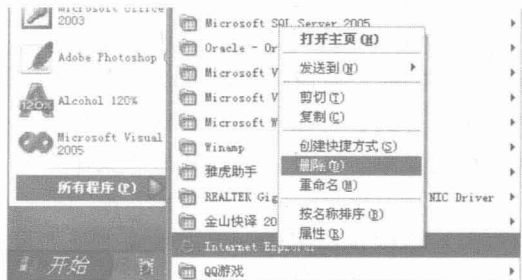 2003
Adobe Photoshop
Alcohol 120%
Microsoft Visual
2005
所有程序(P)
开始
Microsoft SQL Server 2005
Oracle - Or
Microsoft V
Microsoft V
Microsoft W
Winamp
雅虎助手
REALTEK Gig
NIC Driver
金山快译 20
Internet Explorer
QQ游戏
打开主页(H)
发送到(N)
剪切(T)
复制(C)
创建快捷方式(S)
删除(D)
重命名(M)
按名称排序(B)
属性(R)